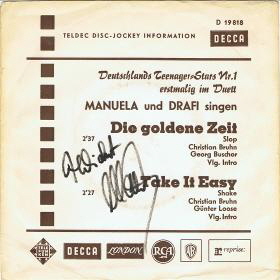 D 19 818
TELDEC DISC-JOCKEY INFORMATION DECCA
Deutschlands Teenager-Stars Nr.1
erstmalig im Duett
MANUELA und DRAFI singen
Die goldene Zeit
2'37 Slop
Christian Bruhn
Georg Buschor
Vlg. Intro
Take It Easy
2'27 Shake
Christian Bruhn
Günter Loose
Vlg. Intro
TELEFUNKEN DECCA LONDON RCA reprise: